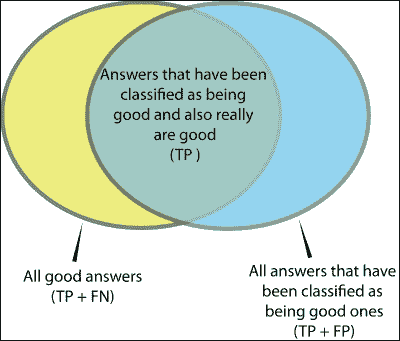 Answers that have been
classified as being
good and also really
are good
(TP )
All good answers
(TP + FN)
All answers that have
been classified as
being good ones
(TP + FP)